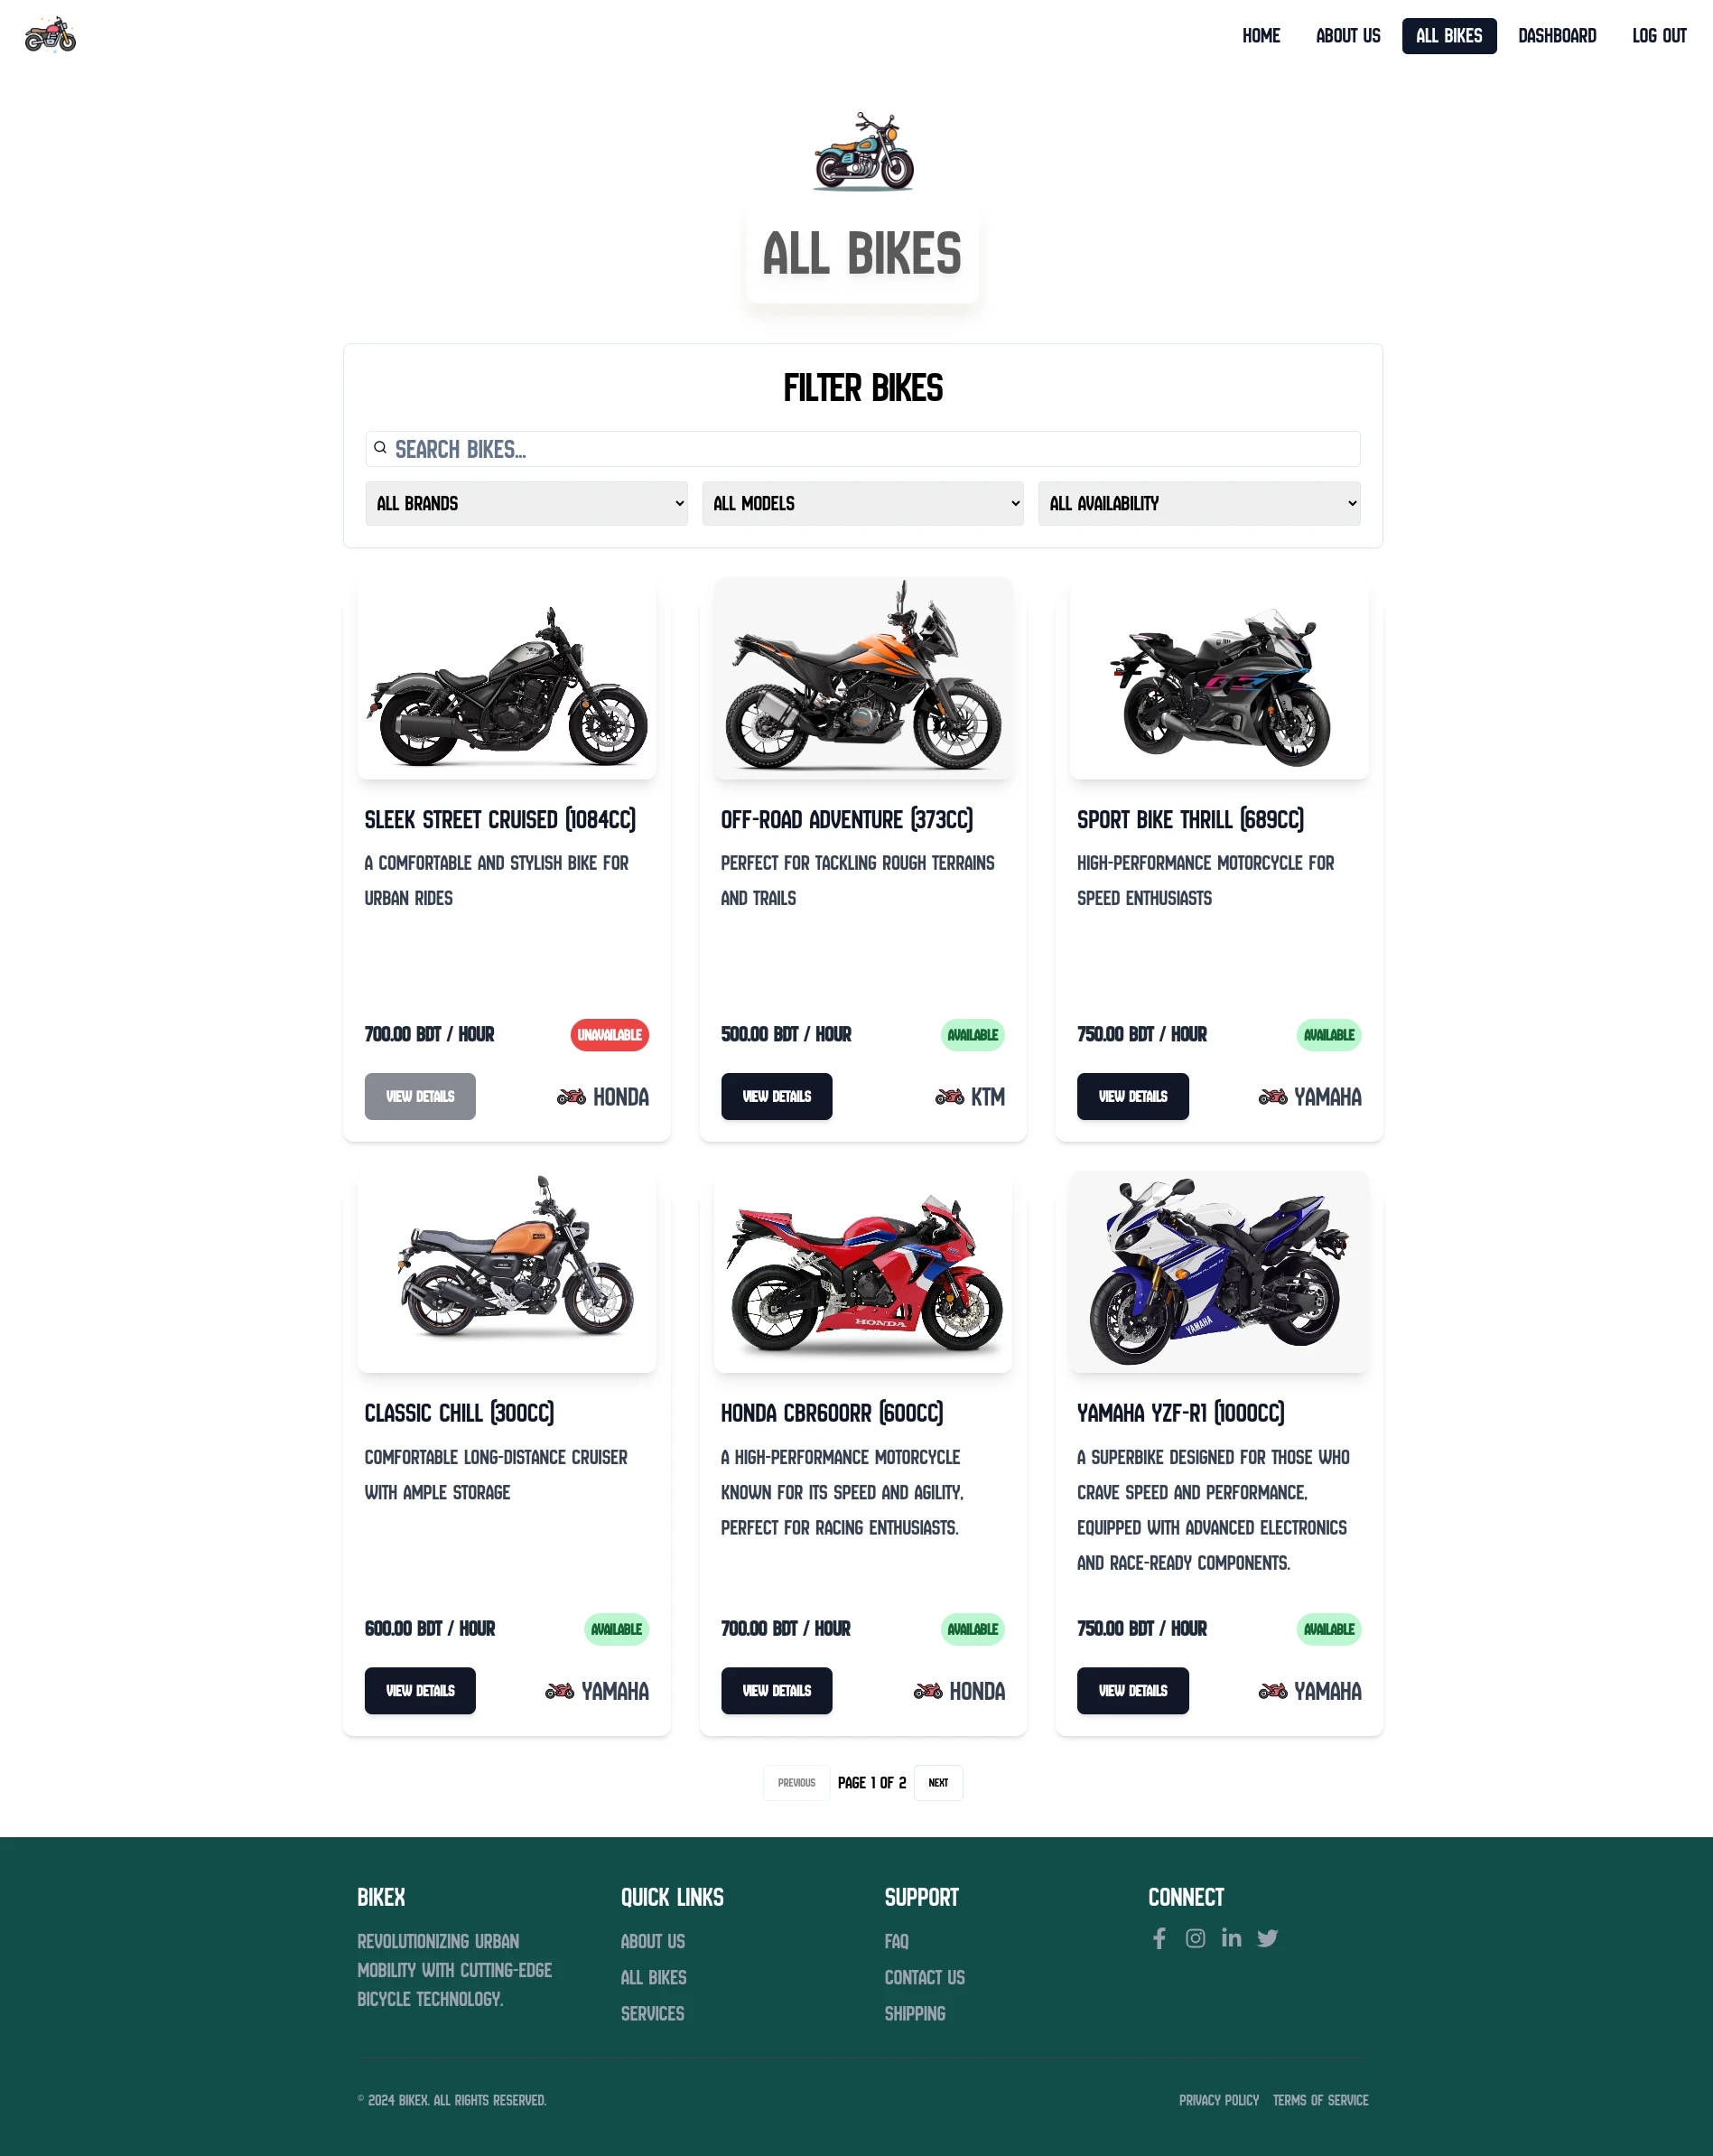 HOME ABOUT US ALL BIKES DASHBOARD LOG OUT
ALL BIKES
FILTER BIKES
SEARCH BIKES...
ALL BRANDS ALL MODELS ALL AVAILABILITY
SLEEK STREET CRUISED (1084CC)
A COMFORTABLE AND STYLISH BIKE FOR
URBAN RIDES
700.00 BDT / HOUR UNAVAILABLE
VIEW DETAILS HONDA
OFF-ROAD ADVENTURE (373CC)
PERFECT FOR TACKLING ROUGH TERRAINS
AND TRAILS
500.00 BDT / HOUR AVAILABLE
VIEW DETAILS KTM
SPORT BIKE THRILL (689CC)
HIGH-PERFORMANCE MOTORCYCLE FOR
SPEED ENTHUSIASTS
750.00 BDT / HOUR AVAILABLE
VIEW DETAILS YAMAHA
CLASSIC CHILL (300CC)
COMFORTABLE LONG-DISTANCE CRUISER
WITH AMPLE STORAGE
600.00 BDT / HOUR AVAILABLE
VIEW DETAILS YAMAHA
HONDA
HONDA CBR600RR (600CC)
A HIGH-PERFORMANCE MOTORCYCLE
KNOWN FOR ITS SPEED AND AGILITY,
PERFECT FOR RACING ENTHUSIASTS.
700.00 BDT / HOUR AVAILABLE
VIEW DETAILS HONDA
YAMAHA
YAMAHA YZF-R1 (1000CC)
A SUPERBIKE DESIGNED FOR THOSE WHO
CRAVE SPEED AND PERFORMANCE,
EQUIPPED WITH ADVANCED ELECTRONICS
AND RACE-READY COMPONENTS.
750.00 BDT / HOUR AVAILABLE
VIEW DETAILS YAMAHA
PREVIOUS PAGE 1 OF 2 NEXT
BIKEX
REVOLUTIONIZING URBAN
MOBILITY WITH CUTTING-EDGE
BICYCLE TECHNOLOGY.
QUICK LINKS
ABOUT US
ALL BIKES
SERVICES
SUPPORT
FAQ
CONTACT US
SHIPPING
CONNECT
© 2024 BIKEX. ALL RIGHTS RESERVED.
PRIVACY POLICY TERMS OF SERVICE